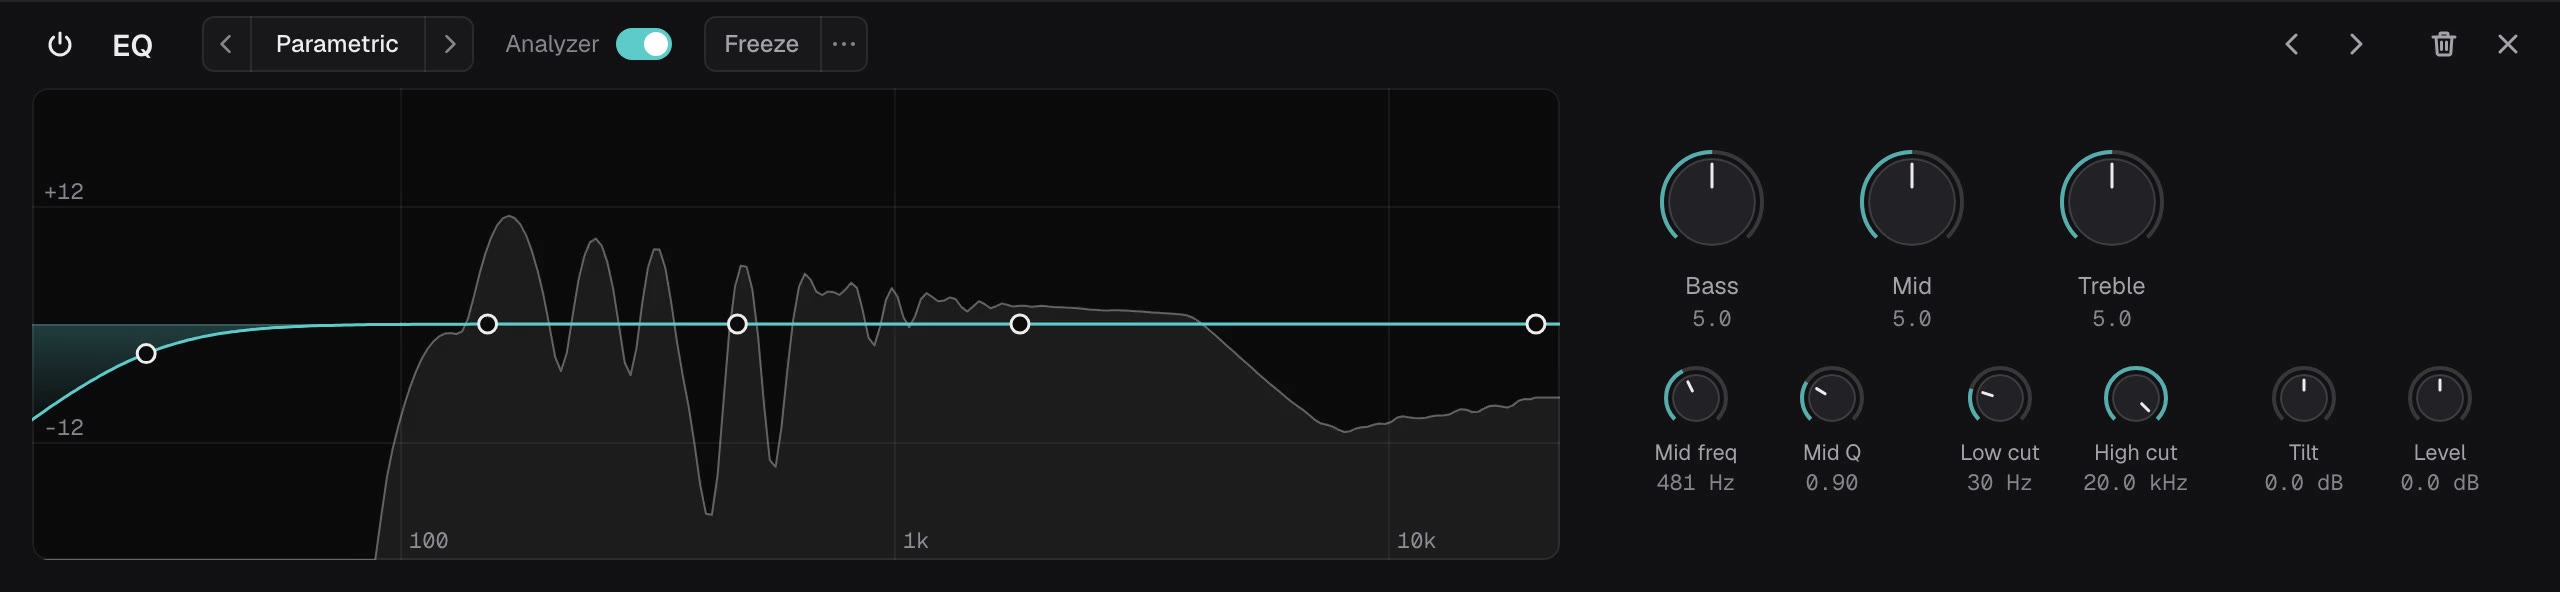 EQ
Parametric
Analyzer
Freeze
+12
-12
100
1k
10k
Bass
5.0
Mid
5.0
Treble
5.0
Mid freq
481 Hz
Mid Q
0.90
Low cut
30 Hz
High cut
20.0 kHz
Tilt
0.0 dB
Level
0.0 dB